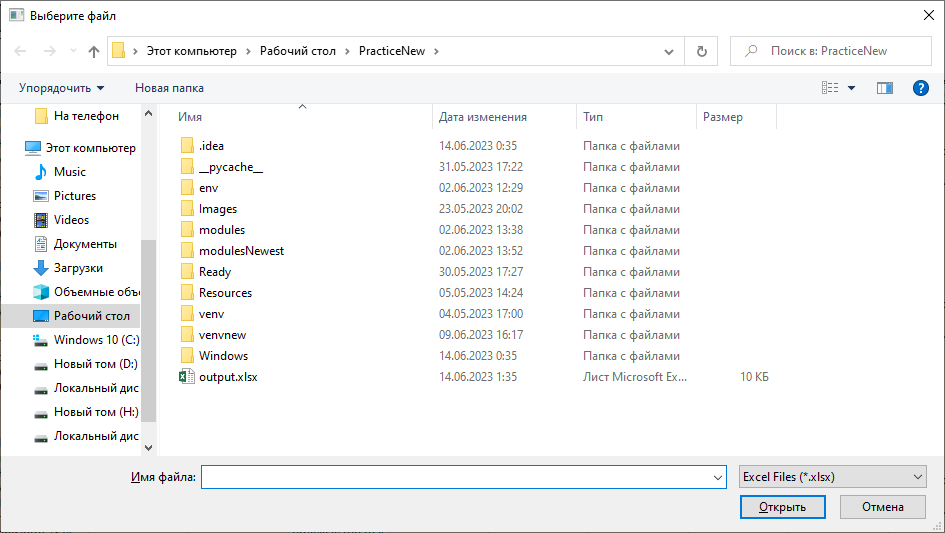 Выберите файл
Этот компьютер > Рабочий стол > PracticeNew >
Поиск в: PracticeNew
Упорядочить Новая папка
На телефон
Этот компьютер
Music
Pictures
Videos
Документы
Загрузки
Объемные объ
Рабочий стол
Windows 10 (C:)
Новый том (D:)
Локальный дис
Новый том (H:)
Локальный дис
Имя Дата изменения Тип Размер
.idea 14.06.2023 0:35 Папка с файлами
__pycache__ 31.05.2023 17:22 Папка с файлами
env 02.06.2023 12:29 Папка с файлами
Images 23.05.2023 20:02 Папка с файлами
modules 02.06.2023 13:38 Папка с файлами
modulesNewest 02.06.2023 13:52 Папка с файлами
Ready 30.05.2023 17:27 Папка с файлами
Resources 05.05.2023 14:24 Папка с файлами
venv 04.05.2023 17:00 Папка с файлами
venvnew 09.06.2023 16:17 Папка с файлами
Windows 14.06.2023 0:35 Папка с файлами
output.xlsx 14.06.2023 1:35 Лист Microsoft Ex... 10 КБ
Имя файла:
Excel Files (*.xlsx)
Открыть Отмена